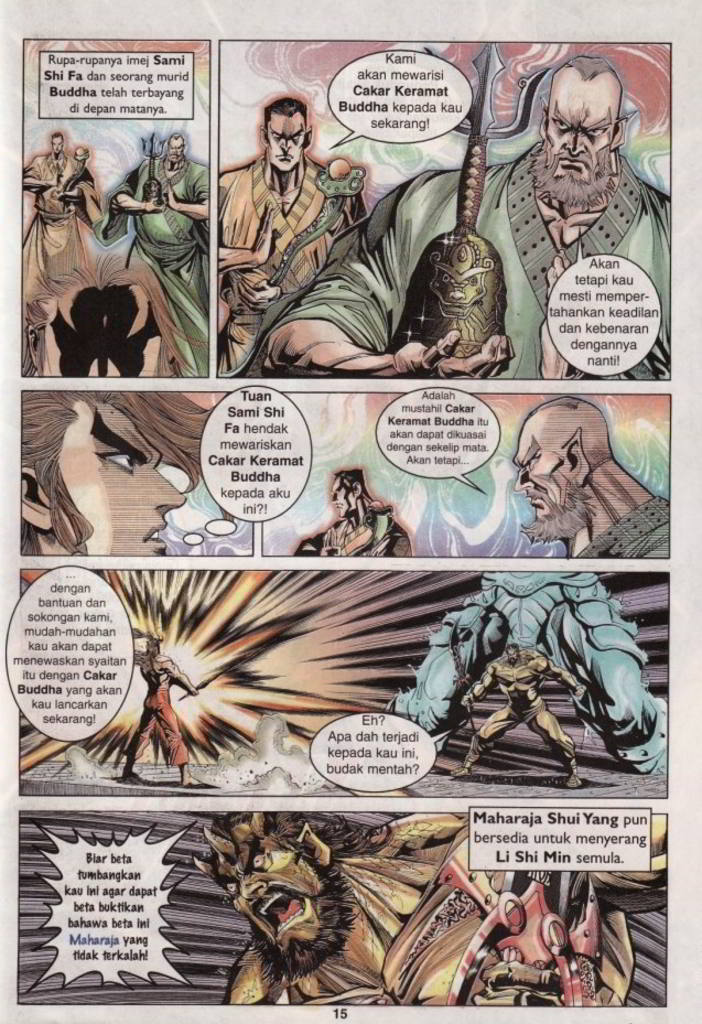 Rupa-rupanya imej Sami
Shi Fa dan seorang murid
Buddha telah terbayang
di depan matanya.
Kami
akan mewarisi
Cakar Keramat
Buddha kepada kau
sekarang!
Akan
tetapi kau
mesti memper-
tahankan keadilan
dan kebenaran
dengannya
nanti!
Tuan
Sami Shi
Fa hendak
mewariskan
Cakar Keramat
Buddha
kepada aku
ini?!
Adalah
mustahil Cakar
Keramat Buddha itu
akan dapat dikuasai
dengan sekelip mata.
Akan tetapi...
...
dengan
bantuan dan
sokongan kami,
mudah-mudahan
kau akan dapat
menewaskan syaitan
itu dengan Cakar
Buddha yang akan
kau lancarkan
sekarang!
Eh?
Apa dah terjadi
kepada kau ini,
budak mentah?
Maharaja Shui Yang pun
bersedia untuk menyerang
Li Shi Min semula.
Biar beta
tumbangkan
kau ini agar dapat
beta buktikan
bahawa beta ini
Maharaja yang
tidak terkalah!
15